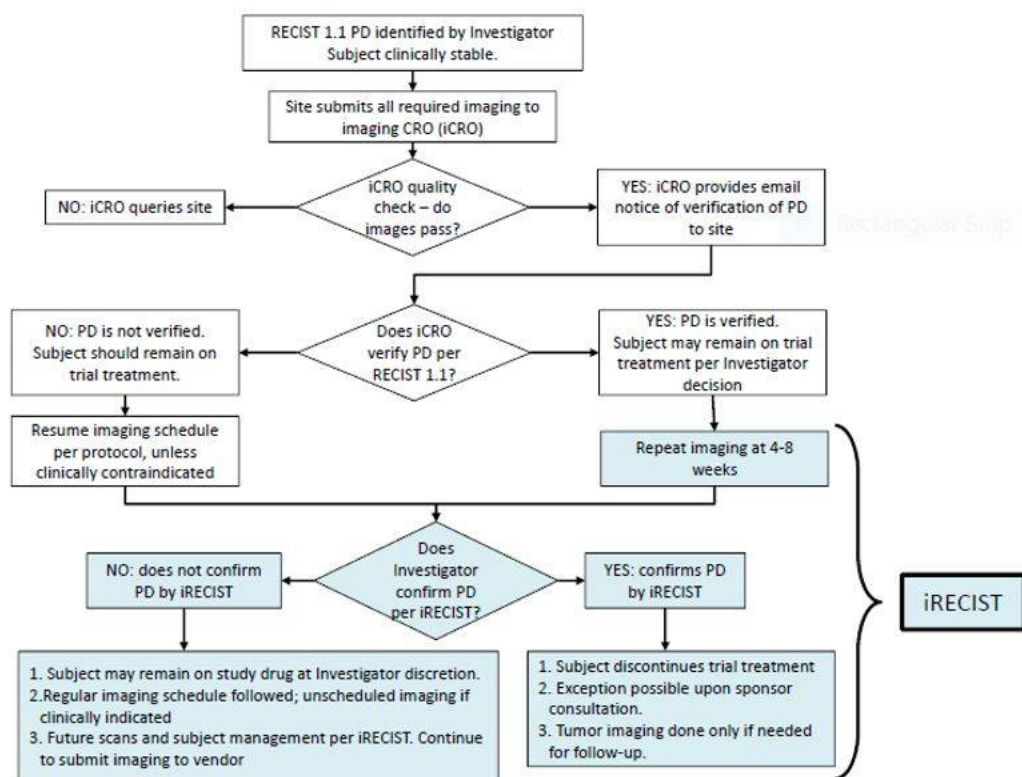 RECIST 1.1 PD identified by Investigator
Subject clinically stable.
Site submits all required imaging to
imaging CRO (iCRO)
iCRO quality
check – do
images pass?
NO: iCRO queries site
YES: iCRO provides email
notice of verification of PD
to site
Rectangular Snip
NO: PD is not verified.
Subject should remain on
trial treatment.
Does iCRO
verify PD per
RECIST 1.1?
YES: PD is verified.
Subject may remain on trial
treatment per Investigator
decision
Resume imaging schedule
per protocol, unless
clinically contraindicated
Repeat imaging at 4-8
weeks
Does
Investigator
confirm PD
per iRECIST?
NO: does not confirm
PD by iRECIST
YES: confirms PD
by iRECIST
iRECIST
1. Subject may remain on study drug at Investigator discretion.
2.Regular imaging schedule followed; unscheduled imaging if
clinically indicated
3. Future scans and subject management per iRECIST. Continue
to submit imaging to vendor
1. Subject discontinues trial treatment
2. Exception possible upon sponsor
consultation.
3. Tumor imaging done only if needed
for follow-up.